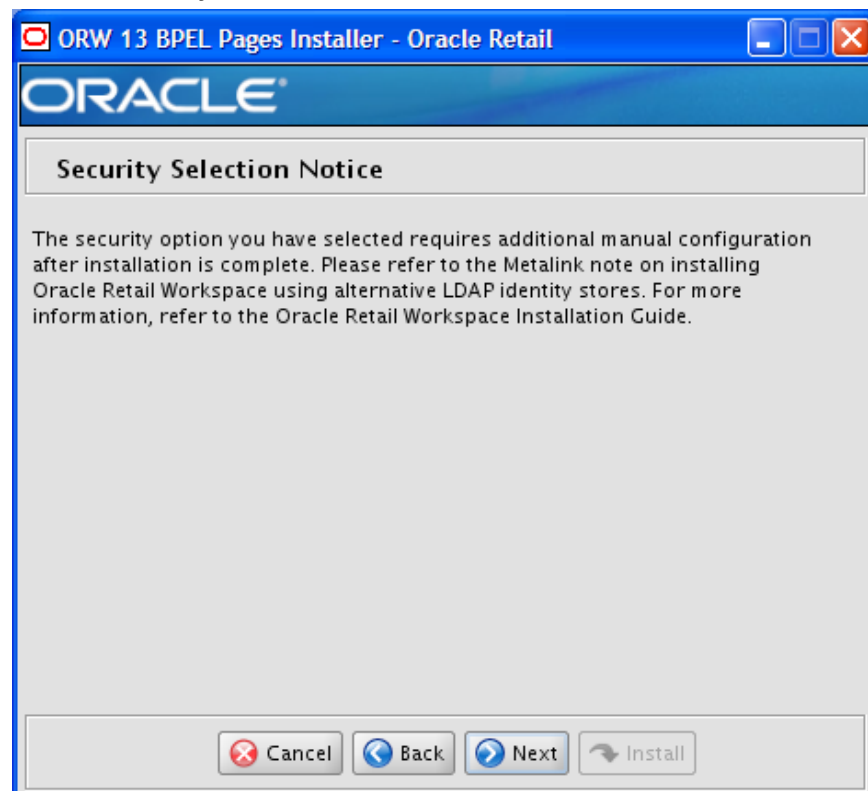 ORW 13 BPEL Pages Installer - Oracle Retail
ORACLE®
Security Selection Notice
The security option you have selected requires additional manual configuration
after installation is complete. Please refer to the Metalink note on installing
Oracle Retail Workspace using alternative LDAP identity stores. For more
information, refer to the Oracle Retail Workspace Installation Guide.
Cancel Back Next Install